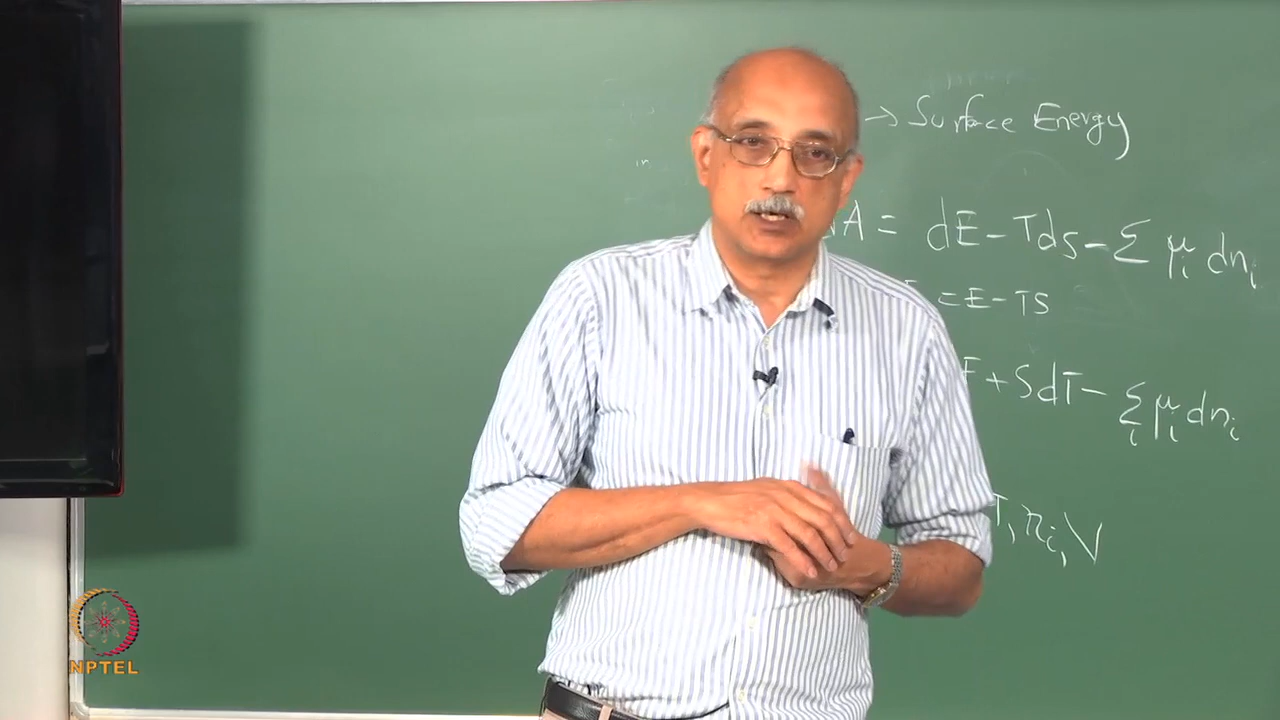 → Surface Energy
A = dE - Tds - Σ μi dni
= E - TS
F + SdT - Σi μi dni
T, ni, V
NPTEL